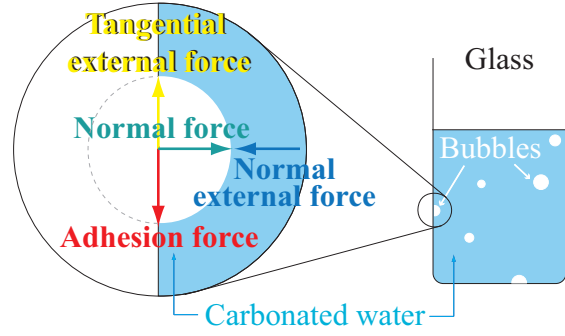 Tangential
external force
Glass
Normal force
Bubbles
Normal
external force
Adhesion force
Carbonated water